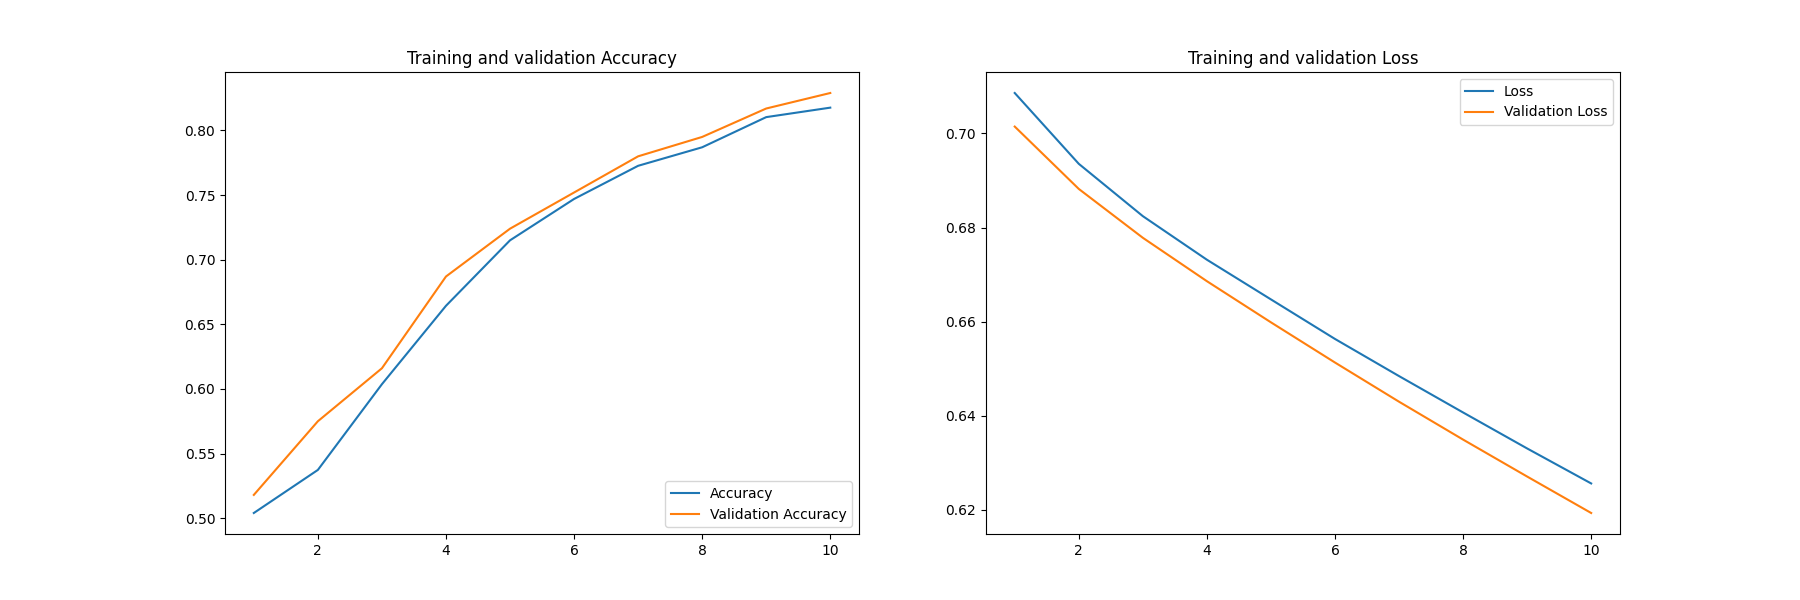 Training and validation Accuracy
0.80
0.75
0.70
0.65
0.60
0.55
0.50
2 4 6 8 10
Accuracy
Validation Accuracy
Training and validation Loss
0.70
0.68
0.66
0.64
0.62
2 4 6 8 10
Loss
Validation Loss